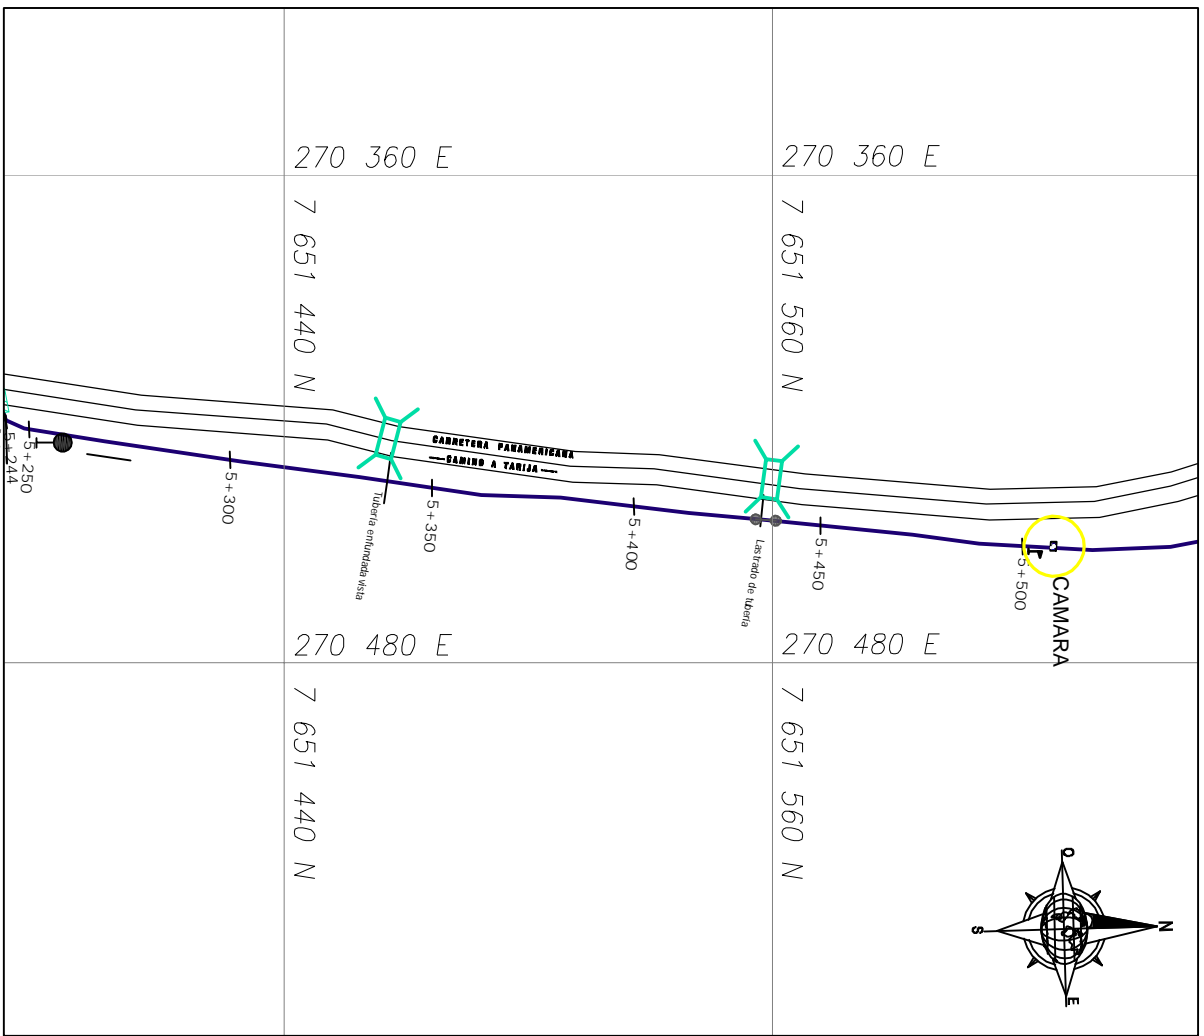 270 360 E
270 360 E
7 651 440 N
7 651 560 N
CARRETERA PANAMERICANA
CAMINO A TARIJA
5+244
5+250
5+300
Tubería enfundada vista
5+350
5+400
Lastrado de tubería
5+450
5+500
CAMARA
270 480 E
270 480 E
7 651 440 N
7 651 560 N
O
N
S
E